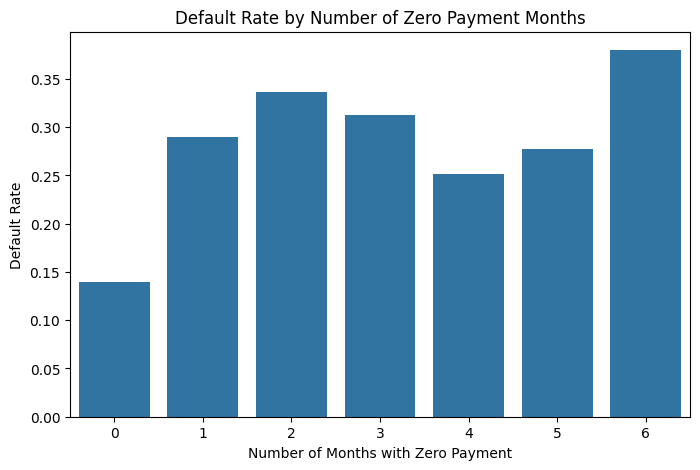 Default Rate by Number of Zero Payment Months
Default Rate
0.35
0.30
0.25
0.20
0.15
0.10
0.05
0.00
0 1 2 3 4 5 6
Number of Months with Zero Payment